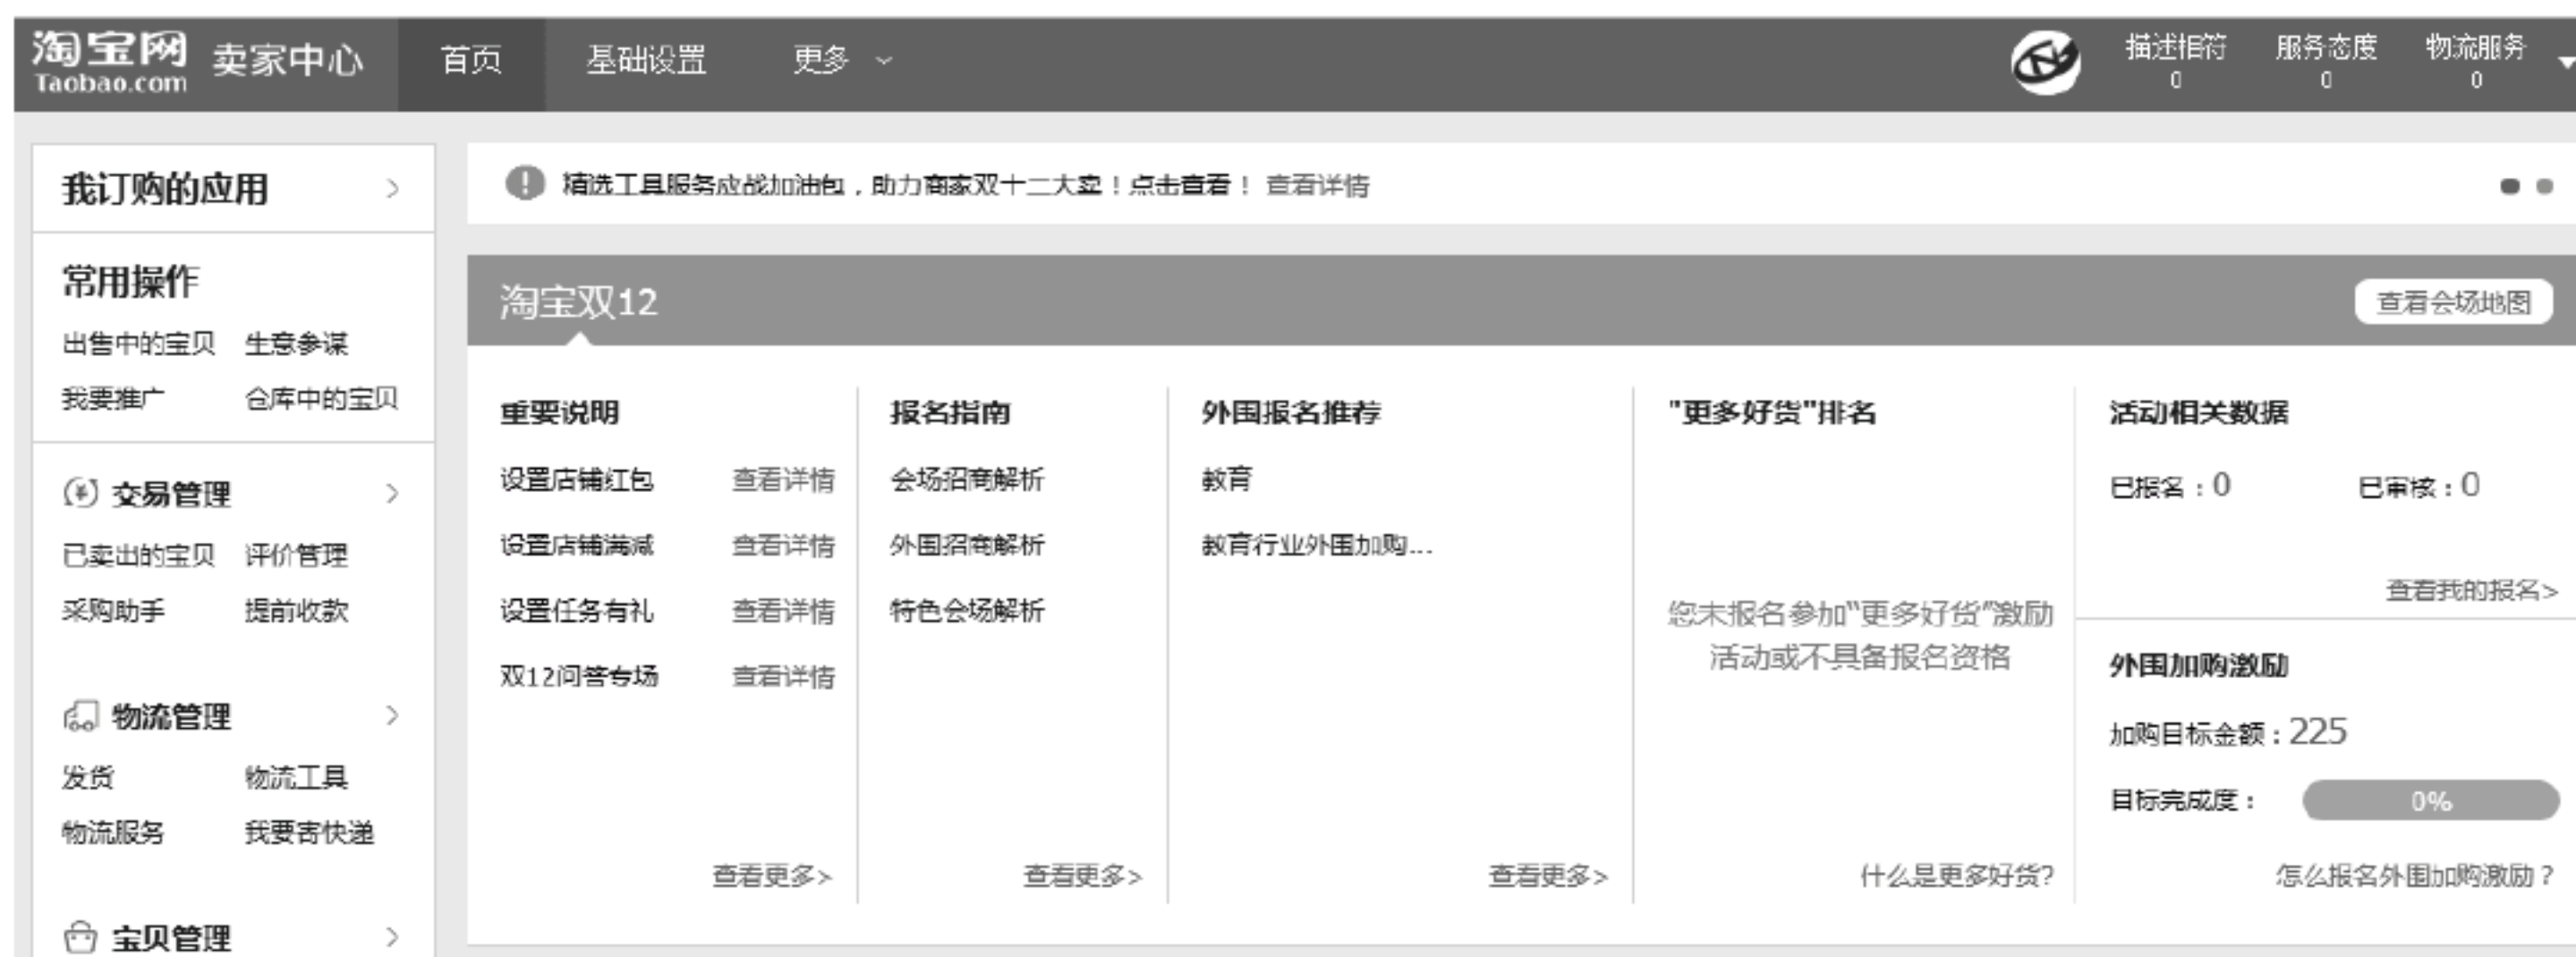 淘宝网 卖家中心 首页 基础设置 更多 描述相符 服务态度 物流服务
Taobao.com 0 0 0
我订购的应用 >
常用操作
出售中的宝贝 生意参谋
我要推广 仓库中的宝贝
交易管理 >
已卖出的宝贝 评价管理
采购助手 提前收款
物流管理 >
发货 物流工具
物流服务 我要寄快递
宝贝管理 >
精选工具服务应战加油包，助力商家双十二大卖！点击查看！ 查看详情
淘宝双12 查看会场地图
重要说明
设置店铺红包 查看详情
设置店铺满减 查看详情
设置任务有礼 查看详情
双12问答专场 查看详情
查看更多>
报名指南
会场招商解析
外围招商解析
特色会场解析
查看更多>
外围报名推荐
教育
教育行业外围加购...
查看更多>
"更多好货"排名
您未报名参加“更多好货”激励
活动或不具备报名资格
什么是更多好货?
活动相关数据
已报名：0 已审核：0
查看我的报名>
外围加购激励
加购目标金额：225
目标完成度： 0%
怎么报名外围加购激励？